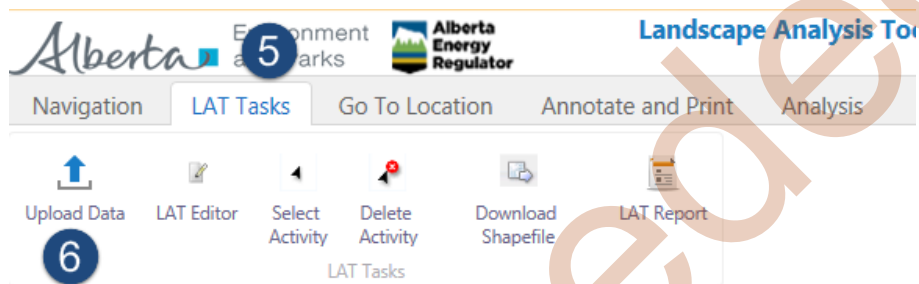 Alberta Environment and Parks Alberta Energy Regulator Landscape Analysis Too
5
Navigation LAT Tasks Go To Location Annotate and Print Analysis
Upload Data LAT Editor Select Activity Delete Activity Download Shapefile LAT Report
6
LAT Tasks